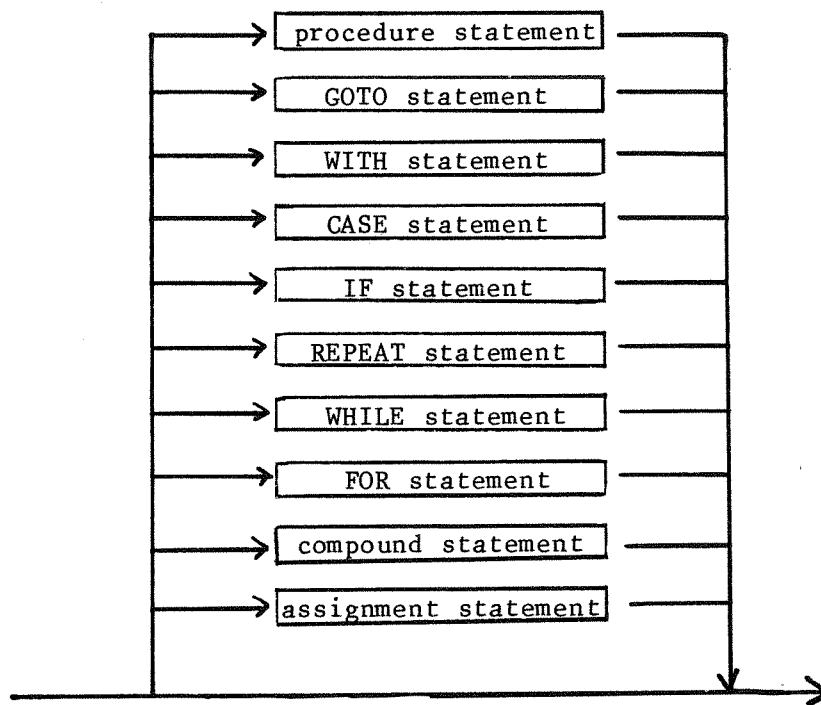 procedure statement
GOTO statement
WITH statement
CASE statement
IF statement
REPEAT statement
WHILE statement
FOR statement
compound statement
assignment statement